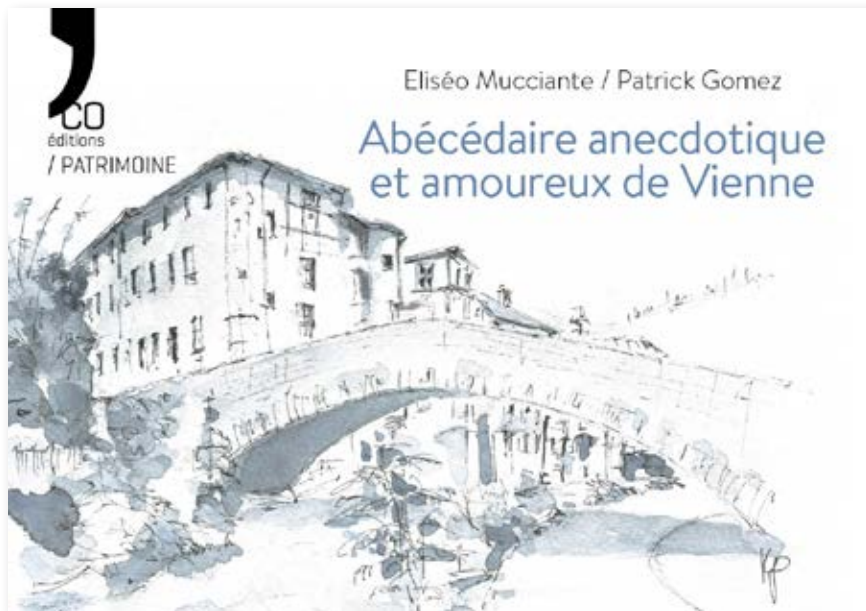 ’CO
éditions
/ PATRIMOINE
Eliséo Mucciante / Patrick Gomez
Abécédaire anecdotique
et amoureux de Vienne